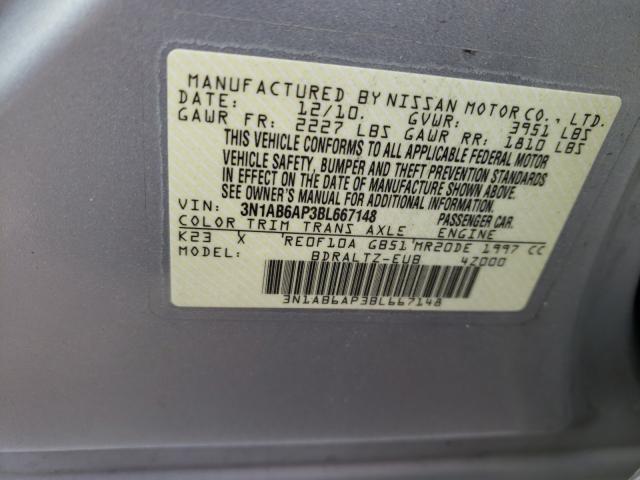 MANUFACTURED BY NISSAN MOTOR CO., LTD.
DATE: 12/10. GVWR: 3951 LBS
GAWR FR: 2227 LBS GAWR RR: 1810 LBS
THIS VEHICLE CONFORMS TO ALL APPLICABLE FEDERAL MOTOR
VEHICLE SAFETY, BUMPER AND THEFT PREVENTION STANDARDS
IN EFFECT ON THE DATE OF MANUFACTURE SHOWN ABOVE.
SEE OWNER'S MANUAL FOR ADDITIONAL INFORMATION.
VIN: 3N1AB6AP3BL667148 PASSENGER CAR.
COLOR TRIM TRANS AXLE ENGINE
K23 X 'RE0F10A GB51'MR20DE 1997 CC
MODEL: BDRALTZ-EUB 4Z000
3N1AB6AP3BL667148